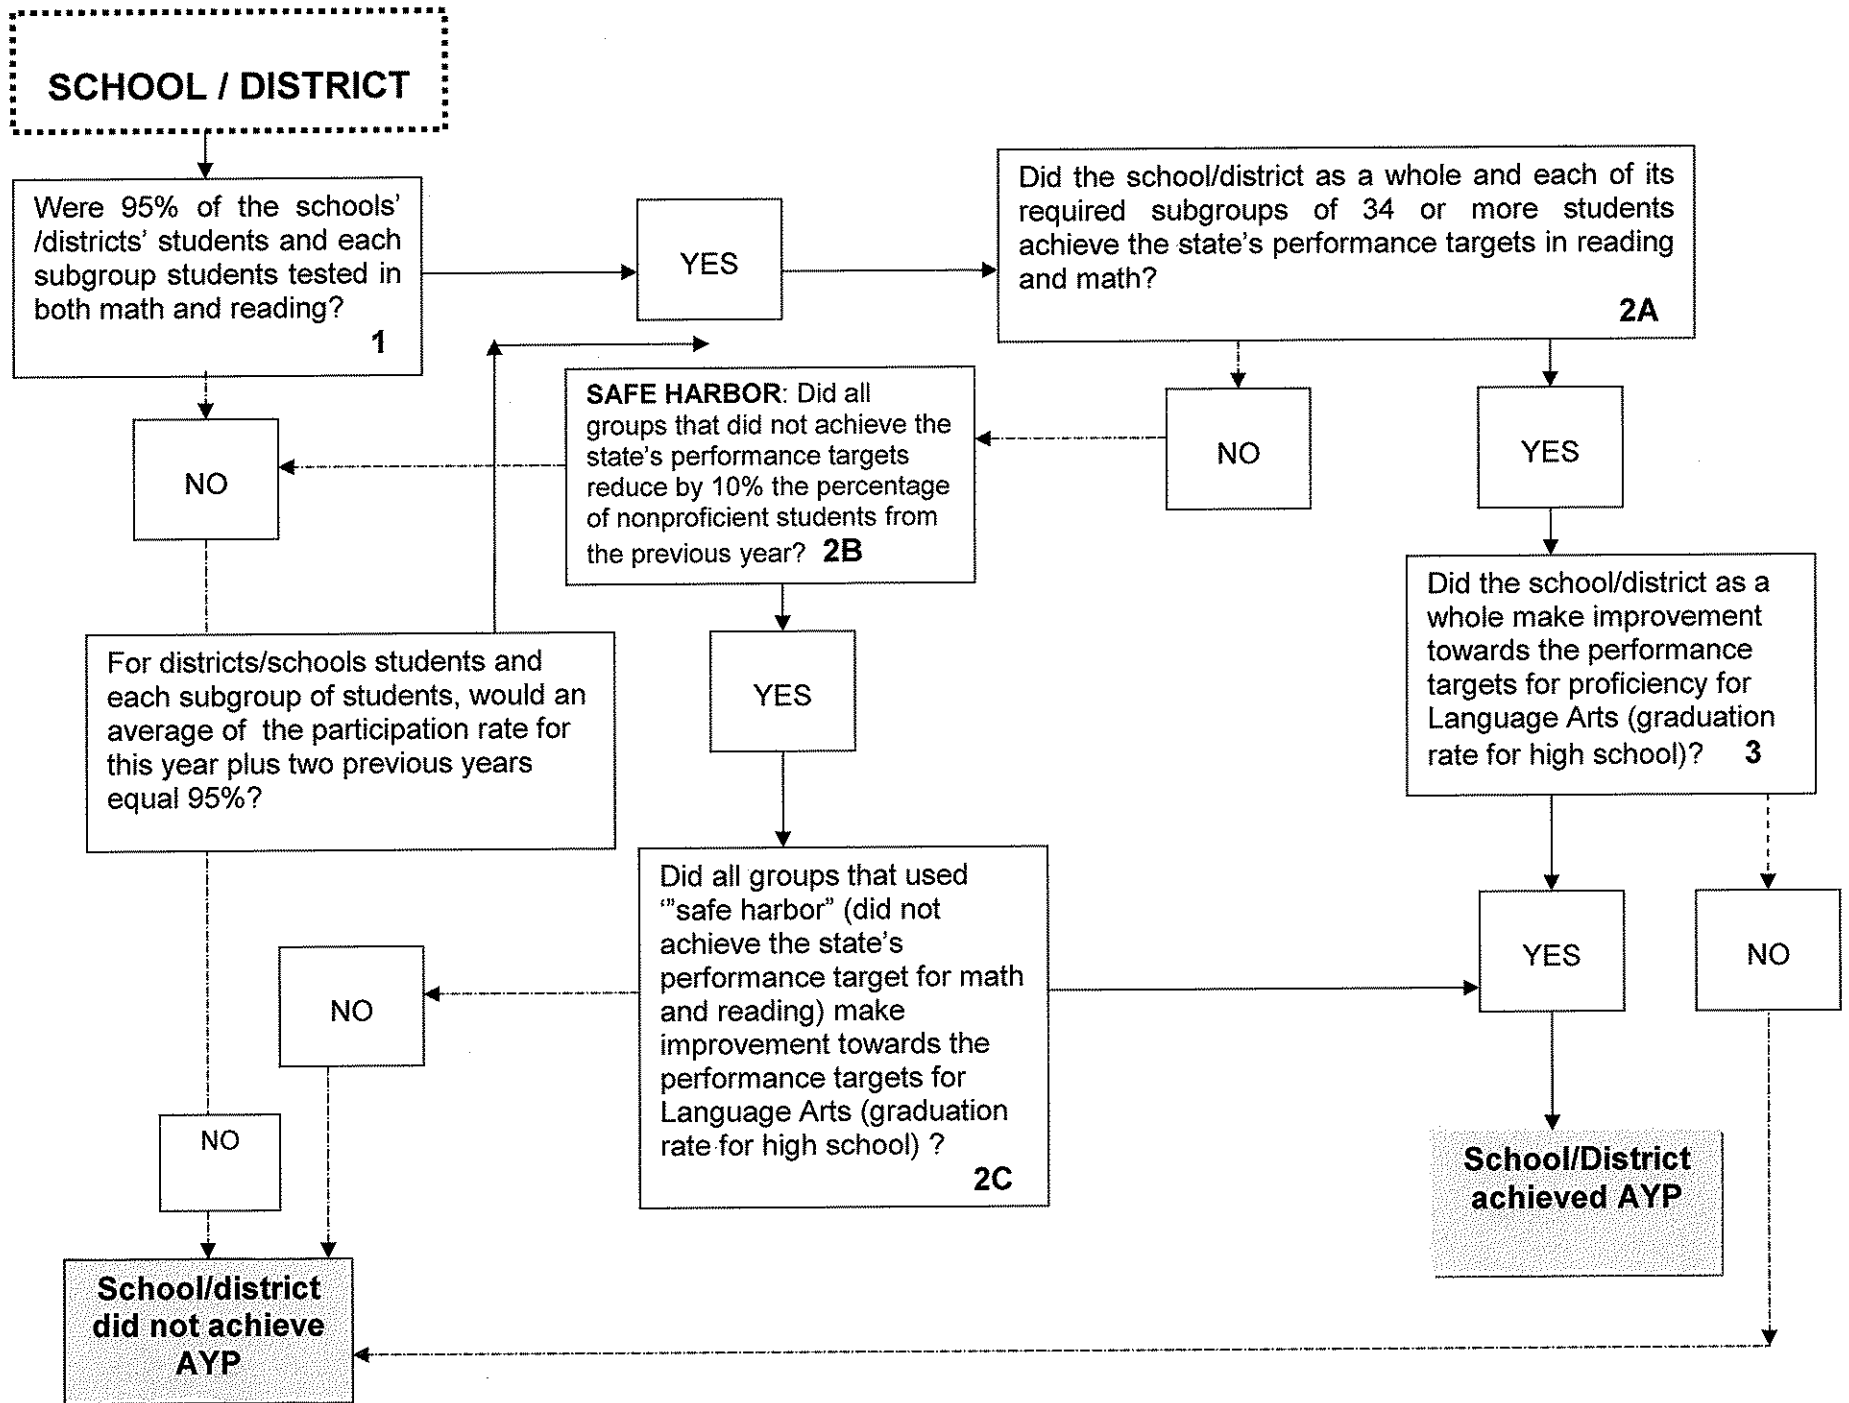 SCHOOL / DISTRICT
Were 95% of the schools'
/districts' students and each
subgroup students tested in
both math and reading?
1
YES
Did the school/district as a whole and each of its
required subgroups of 34 or more students
achieve the state's performance targets in reading
and math?
2A
NO
SAFE HARBOR: Did all
groups that did not achieve the
state's performance targets
reduce by 10% the percentage
of nonproficient students from
the previous year? 2B
NO
YES
For districts/schools students and
each subgroup of students, would an
average of the participation rate for
this year plus two previous years
equal 95%?
YES
Did the school/district as a
whole make improvement
towards the performance
targets for proficiency for
Language Arts (graduation
rate for high school)? 3
Did all groups that used
'"safe harbor" (did not
achieve the state's
performance target for math
and reading) make
improvement towards the
performance targets for
Language Arts (graduation
rate for high school) ?
2C
NO
YES
NO
NO
School/District
achieved AYP
School/district
did not achieve
AYP